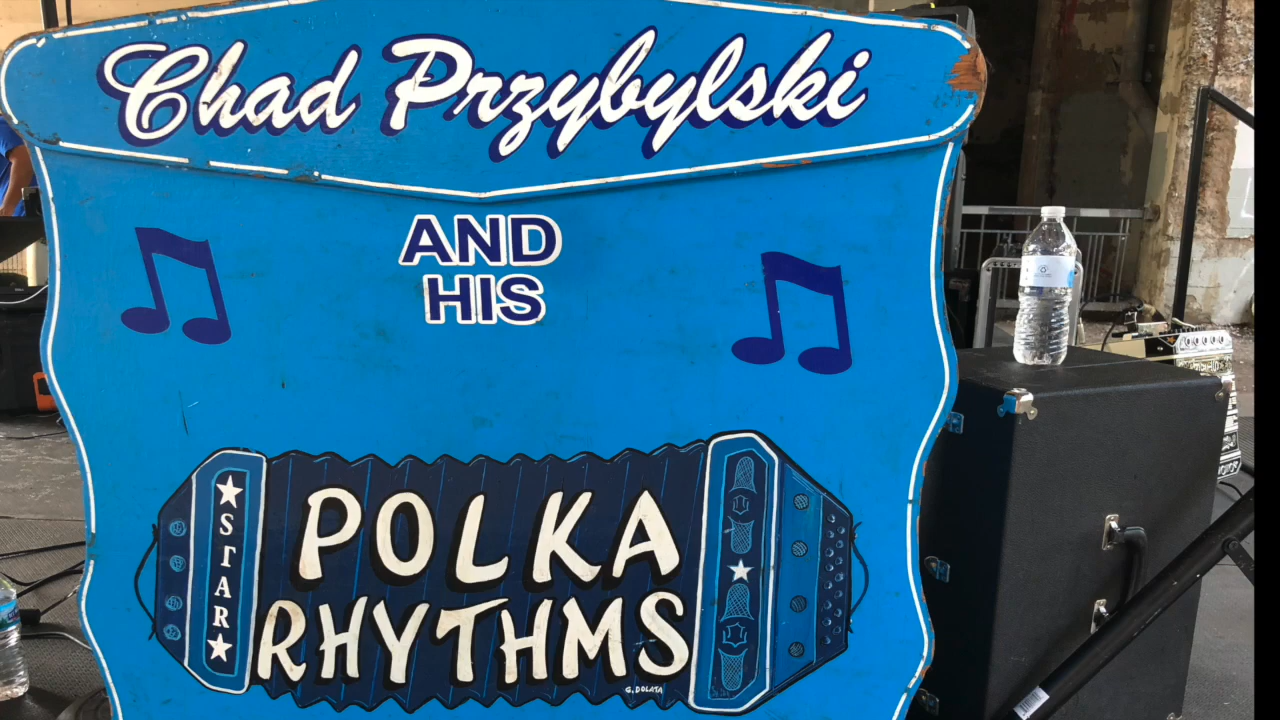 Chad Przybylski
AND
HIS
STAR
POLKA
RHYTHMS
G. DOLATA